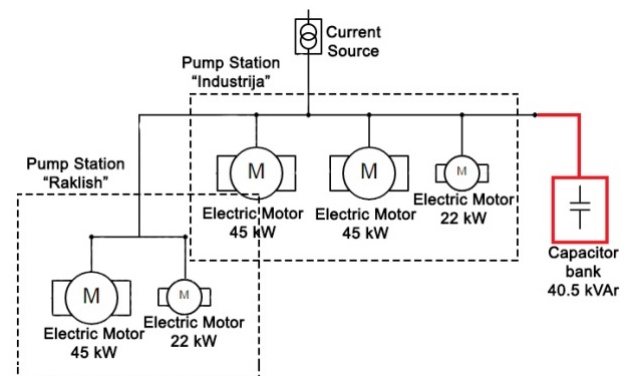 Current
Source
Pump Station
“Industrija”
M
M
M
Electric Motor
45 kW
Electric Motor
45 kW
Electric Motor
22 kW
Capacitor
bank
40.5 kVAr
Pump Station
“Raklish”
M
M
Electric Motor
45 kW
Electric Motor
22 kW